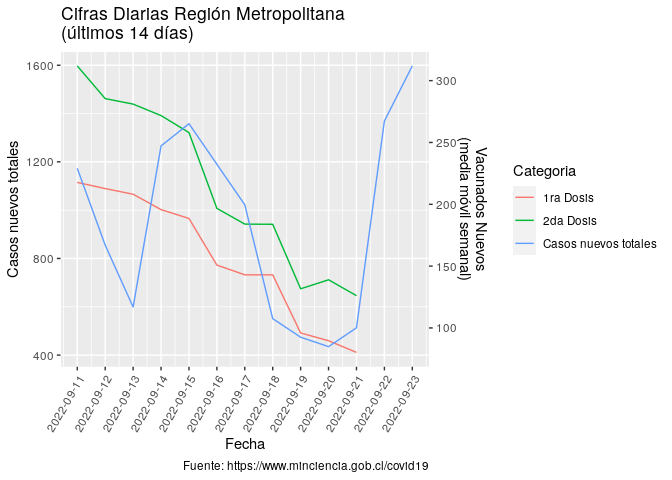 Cifras Diarias Región Metropolitana
(últimos 14 días)
1600
1200
800
400
Casos nuevos totales
300
250
200
150
100
Vacunados Nuevos
(media móvil semanal)
2022-09-11
2022-09-12
2022-09-13
2022-09-14
2022-09-15
2022-09-16
2022-09-17
2022-09-18
2022-09-19
2022-09-20
2022-09-21
2022-09-22
2022-09-23
Fecha
Categoria
1ra Dosis
2da Dosis
Casos nuevos totales
Fuente: https://www.minciencia.gob.cl/covid19